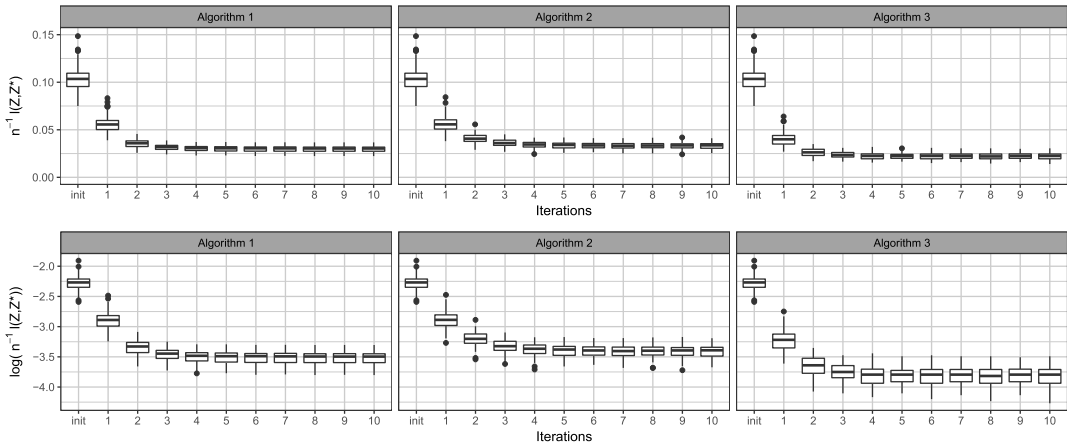 Algorithm 1 Algorithm 2 Algorithm 3
n⁻¹ l(Z,Z*)
0.15
0.10
0.05
0.00
init 1 2 3 4 5 6 7 8 9 10 init 1 2 3 4 5 6 7 8 9 10 init 1 2 3 4 5 6 7 8 9 10
Iterations
Algorithm 1 Algorithm 2 Algorithm 3
log( n⁻¹ l(Z,Z*))
−2.0
−2.5
−3.0
−3.5
−4.0
init 1 2 3 4 5 6 7 8 9 10 init 1 2 3 4 5 6 7 8 9 10 init 1 2 3 4 5 6 7 8 9 10
Iterations